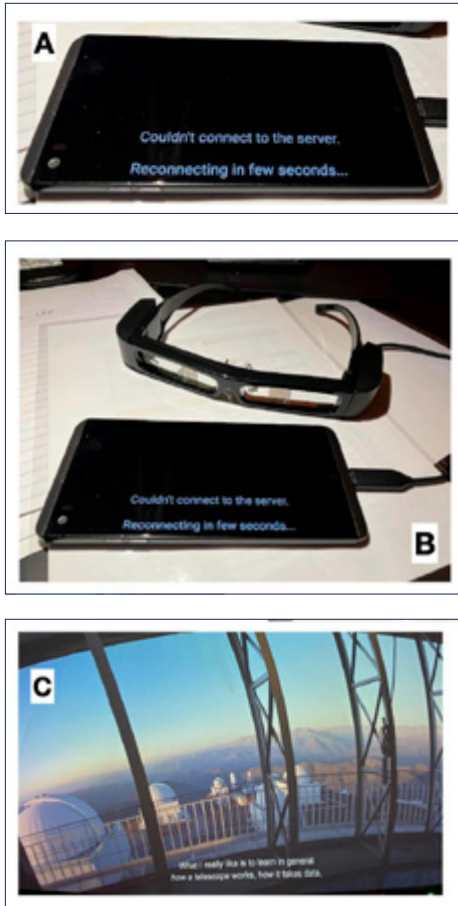 A
Couldn't connect to the server.
Reconnecting in few seconds...
Couldn't connect to the server.
Reconnecting in few seconds...
B
C
What I really like is to learn in general
how a telescope works, how it takes data.